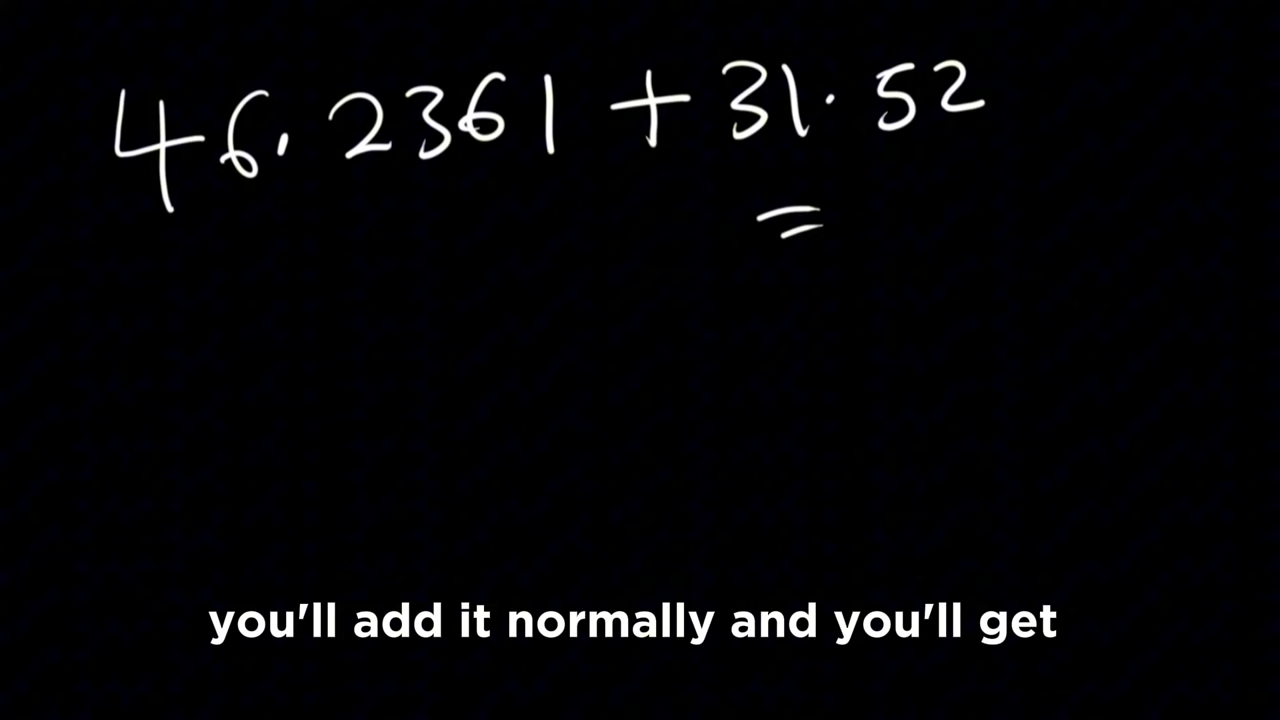 46.2361 + 31.52
=
you'll add it normally and you'll get